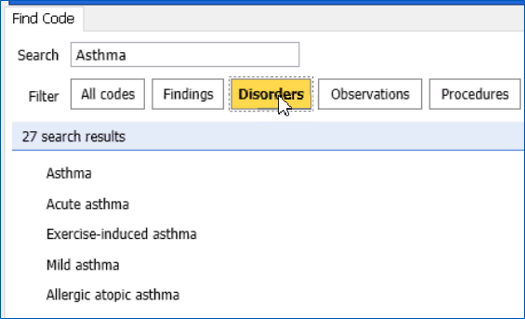 Find Code
Search Asthma
Filter All codes Findings Disorders Observations Procedures
27 search results
Asthma
Acute asthma
Exercise-induced asthma
Mild asthma
Allergic atopic asthma